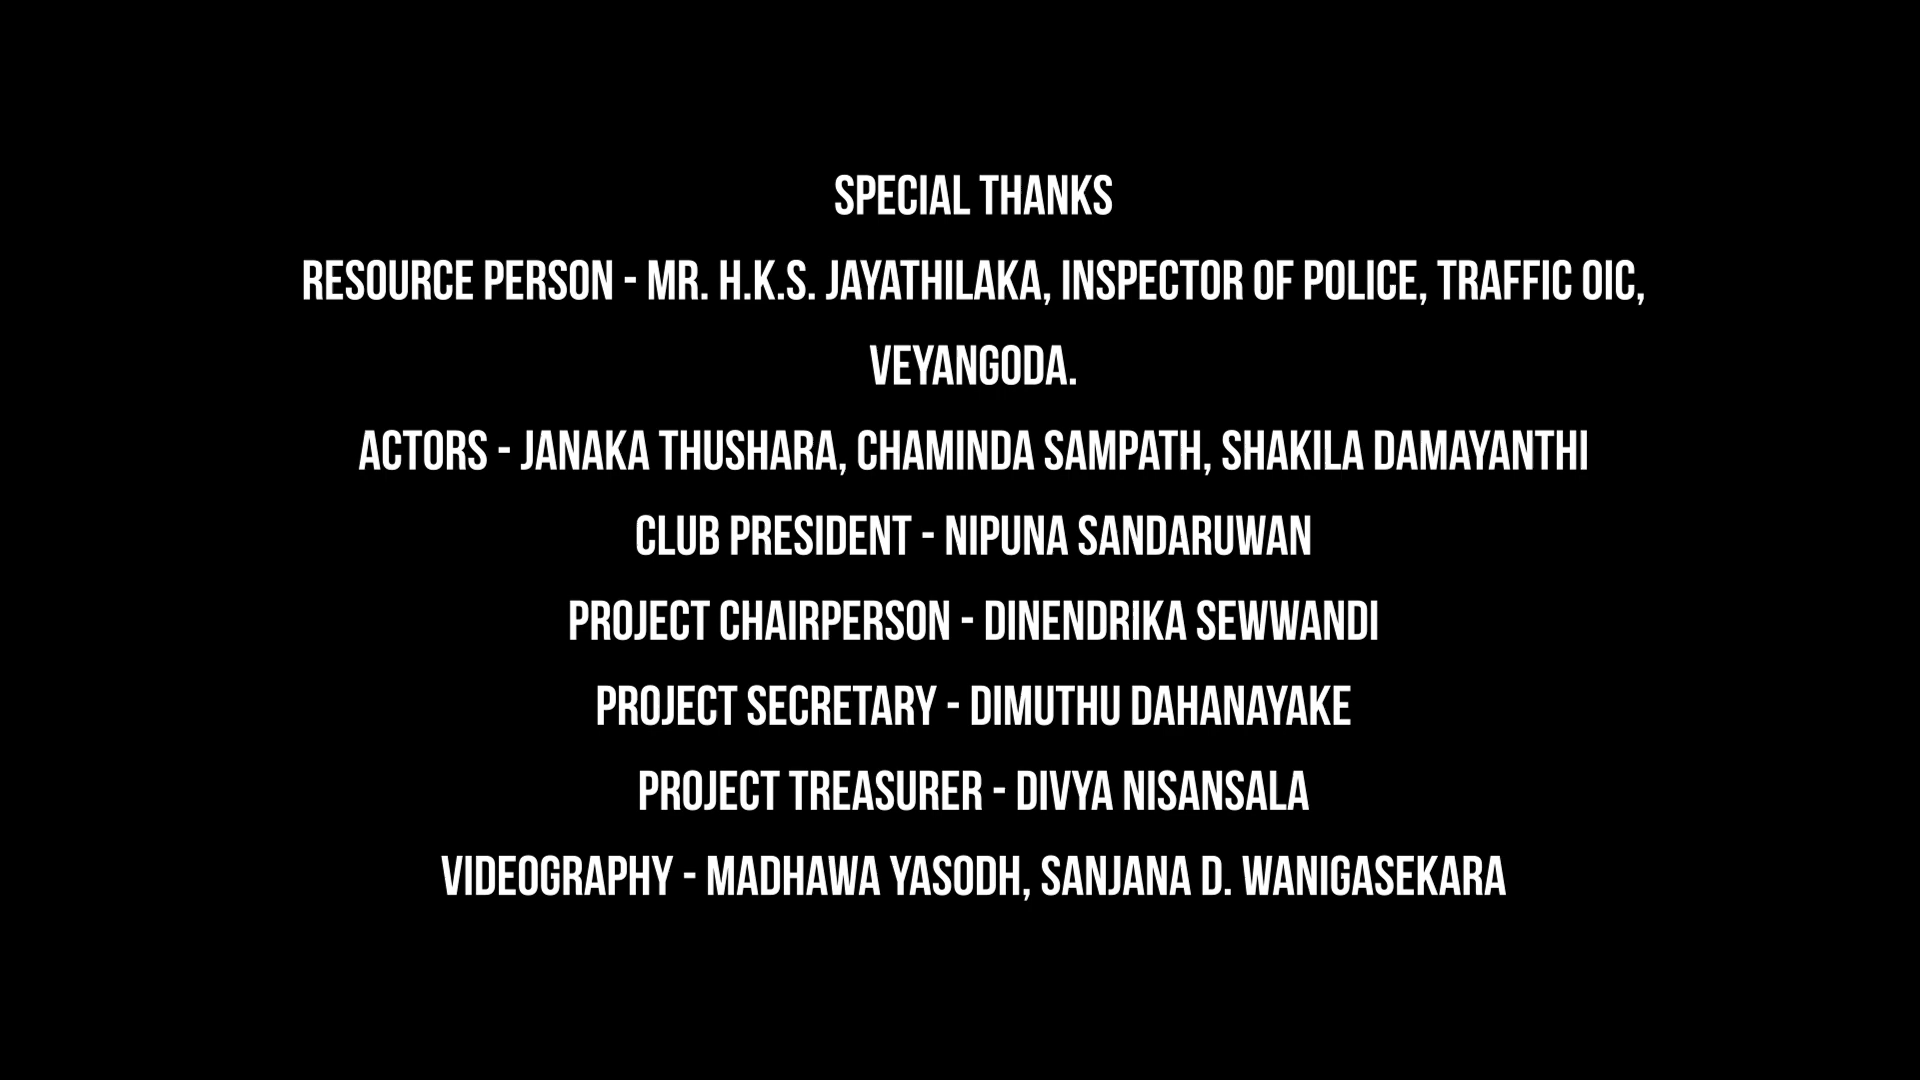 SPECIAL THANKS
RESOURCE PERSON - MR. H.K.S. JAYATHILAKA, INSPECTOR OF POLICE, TRAFFIC OIC,
VEYANGODA.
ACTORS - JANAKA THUSHARA, CHAMINDA SAMPATH, SHAKILA DAMAYANTHI
CLUB PRESIDENT - NIPUNA SANDARUWAN
PROJECT CHAIRPERSON - DINENDRIKA SEWWANDI
PROJECT SECRETARY - DIMUTHU DAHANAYAKE
PROJECT TREASURER - DIVYA NISANSALA
VIDEOGRAPHY - MADHAWA YASODH, SANJANA D. WANIGASEKARA